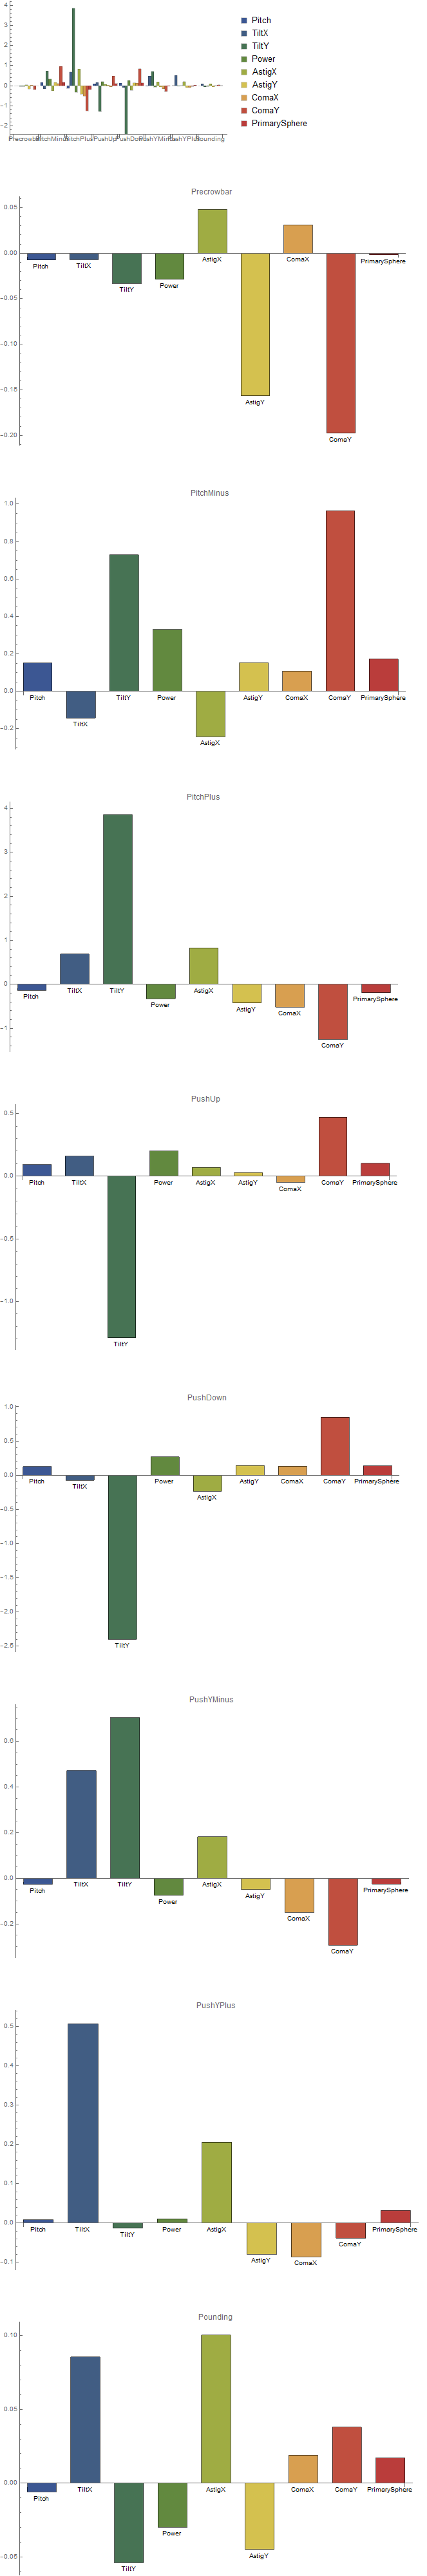 4
3
2
1
0
−1
−2
Pitch
TiltX
TiltY
Power
AstigX
AstigY
ComaX
ComaY
PrimarySphere
Precrowbar
0.05
0.00
−0.05
−0.10
−0.15
−0.20
Pitch TiltX TiltY Power AstigX AstigY ComaX ComaY PrimarySphere
PitchMinus
1.0
0.8
0.6
0.4
0.2
0.0
−0.2
Pitch TiltX TiltY Power AstigX AstigY ComaX ComaY PrimarySphere
PitchPlus
4
3
2
1
0
−1
Pitch TiltX TiltY Power AstigX AstigY ComaX ComaY PrimarySphere
PushUp
0.5
0.0
−0.5
−1.0
Pitch TiltX TiltY Power AstigX AstigY ComaX ComaY PrimarySphere
PushDown
1.0
0.5
0.0
−0.5
−1.0
−1.5
−2.0
−2.5
Pitch TiltX TiltY Power AstigX AstigY ComaX ComaY PrimarySphere
PushYMinus
0.6
0.4
0.2
0.0
−0.2
Pitch TiltX TiltY Power AstigX AstigY ComaX ComaY PrimarySphere
PushYPlus
0.5
0.4
0.3
0.2
0.1
0.0
−0.1
Pitch TiltX TiltY Power AstigX AstigY ComaX ComaY PrimarySphere
Pounding
0.10
0.05
0.00
−0.05
Pitch TiltX TiltY Power AstigX AstigY ComaX ComaY PrimarySphere